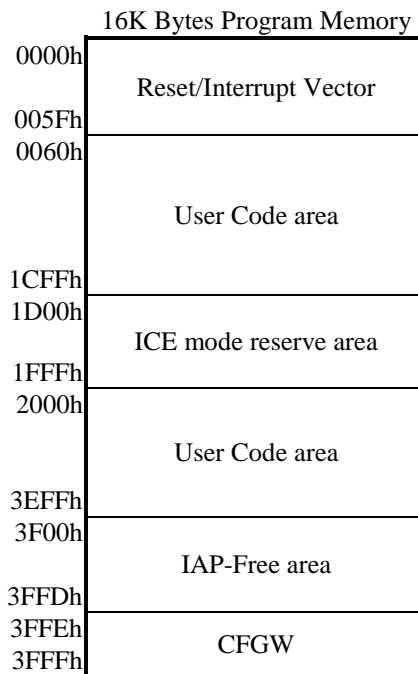 16K Bytes Program Memory
0000h
Reset/Interrupt Vector
005Fh
0060h
User Code area
1CFFh
1D00h
ICE mode reserve area
1FFFh
2000h
User Code area
3EFFh
3F00h
IAP-Free area
3FFDh
3FFEh
CFGW
3FFFh